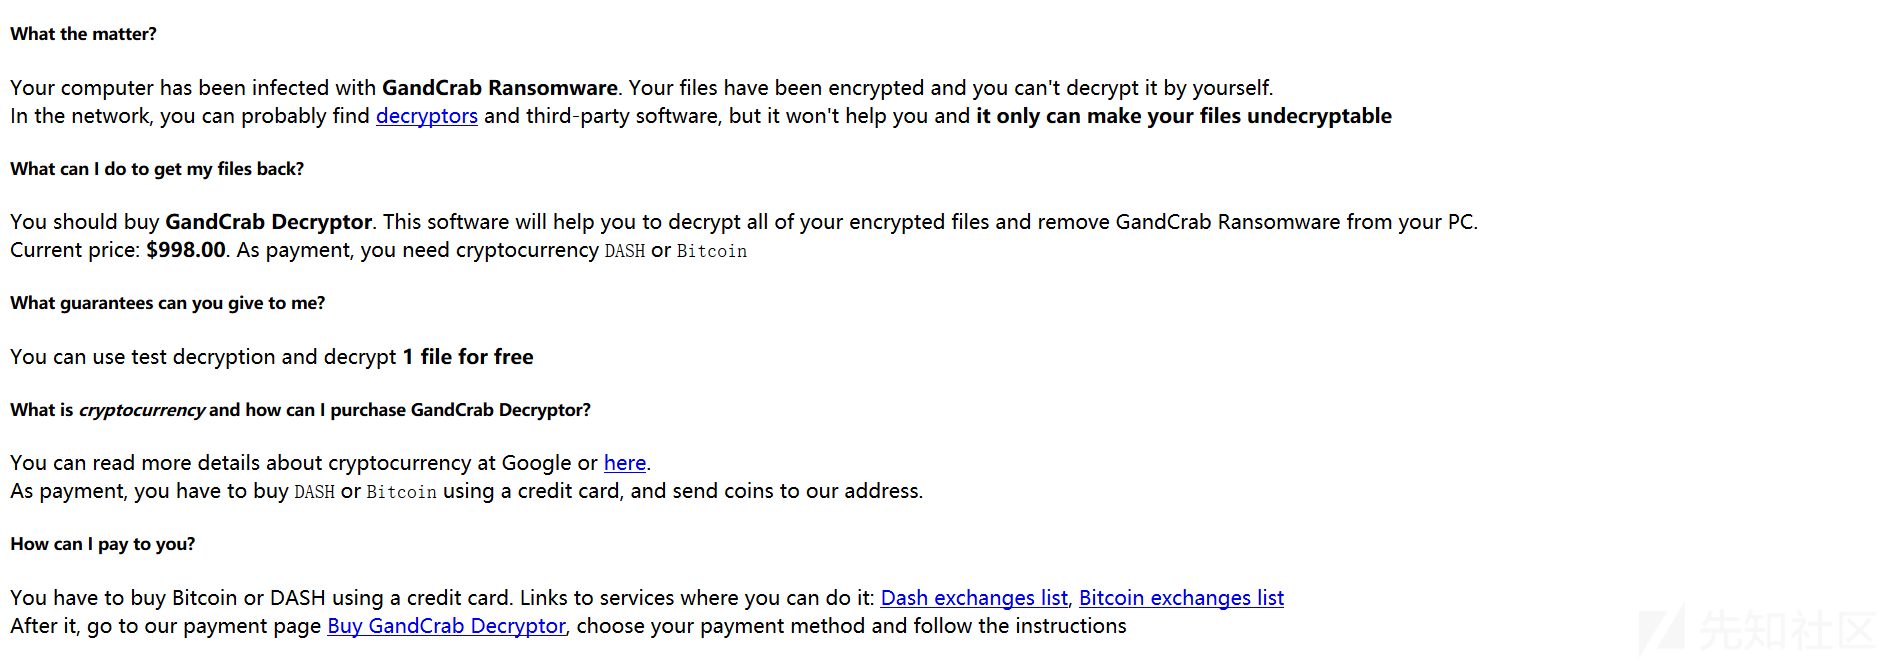 What the matter?
Your computer has been infected with GandCrab Ransomware. Your files have been encrypted and you can't decrypt it by yourself.
In the network, you can probably find decryptors and third-party software, but it won't help you and it only can make your files undecryptable
What can I do to get my files back?
You should buy GandCrab Decryptor. This software will help you to decrypt all of your encrypted files and remove GandCrab Ransomware from your PC.
Current price: $998.00. As payment, you need cryptocurrency DASH or Bitcoin
What guarantees can you give to me?
You can use test decryption and decrypt 1 file for free
What is cryptocurrency and how can I purchase GandCrab Decryptor?
You can read more details about cryptocurrency at Google or here.
As payment, you have to buy DASH or Bitcoin using a credit card, and send coins to our address.
How can I pay to you?
You have to buy Bitcoin or DASH using a credit card. Links to services where you can do it: Dash exchanges list, Bitcoin exchanges list
After it, go to our payment page Buy GandCrab Decryptor, choose your payment method and follow the instructions
先知社区